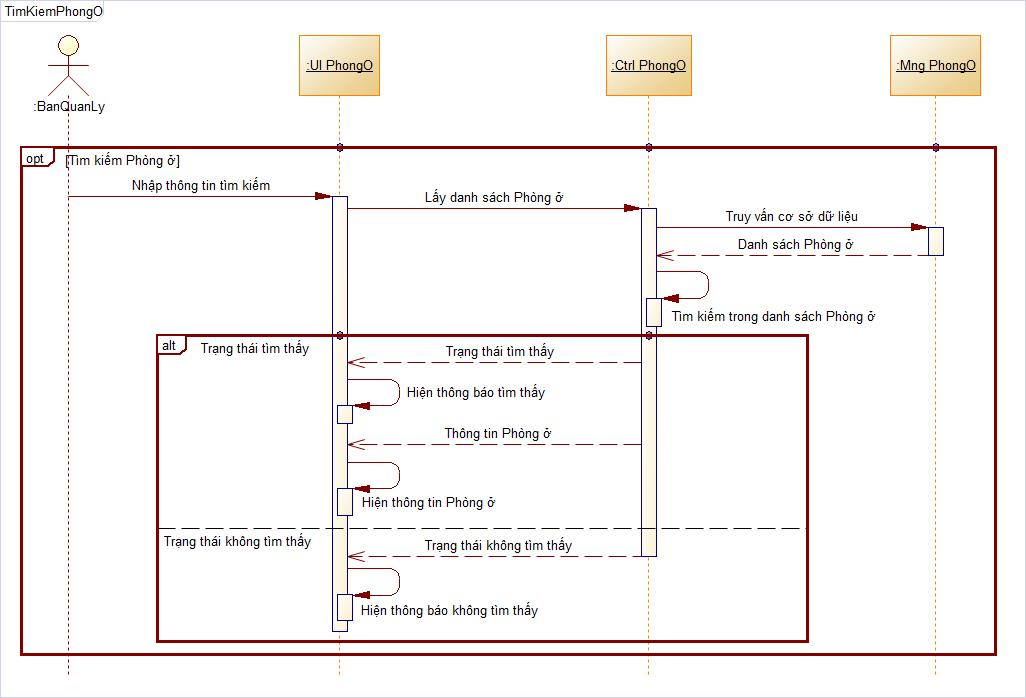 TimKiemPhongO
:BanQuanLy
:UI PhongO
:Ctrl PhongO
:Mng PhongO
opt
[Tìm kiếm Phòng ở]
Nhập thông tin tìm kiếm
Lấy danh sách Phòng ở
Truy vấn cơ sở dữ liệu
Danh sách Phòng ở
Tìm kiếm trong danh sách Phòng ở
alt
Trạng thái tìm thấy
Trạng thái tìm thấy
Hiện thông báo tìm thấy
Thông tin Phòng ở
Hiện thông tin Phòng ở
Trạng thái không tìm thấy
Trạng thái không tìm thấy
Hiện thông báo không tìm thấy